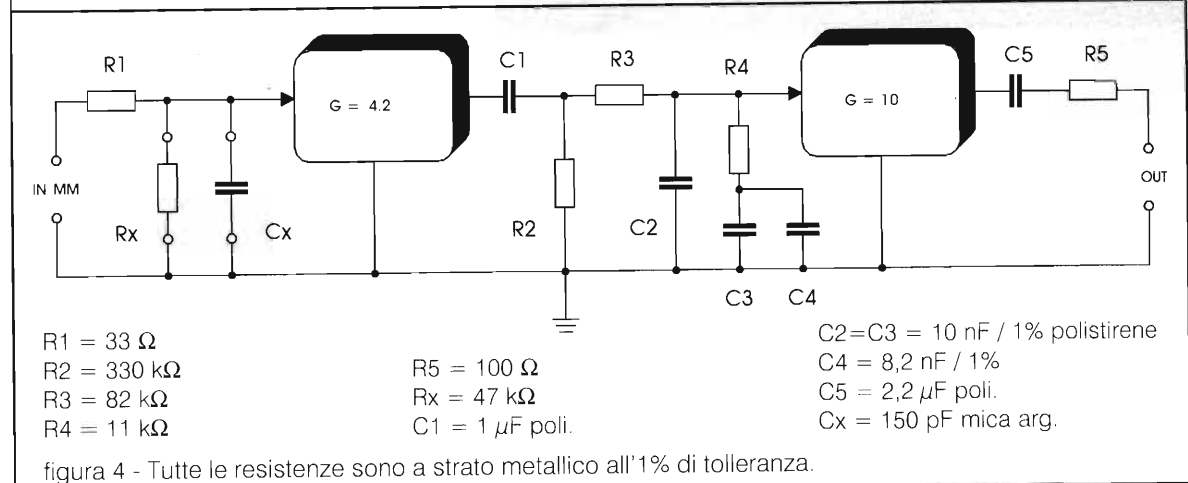 R1
G = 4.2
C1
R3
R4
G = 10
C5
R5
IN MM
OUT
Rx
Cx
R2
C2
C3
C4
R1 = 33 Ω
R2 = 330 kΩ
R3 = 82 kΩ
R4 = 11 kΩ
R5 = 100 Ω
Rx = 47 kΩ
C1 = 1 µF poli.
C2=C3 = 10 nF / 1% polistirene
C4 = 8,2 nF / 1%
C5 = 2,2 µF poli.
Cx = 150 pF mica arg.
figura 4 - Tutte le resistenze sono a strato metallico all'1% di tolleranza.